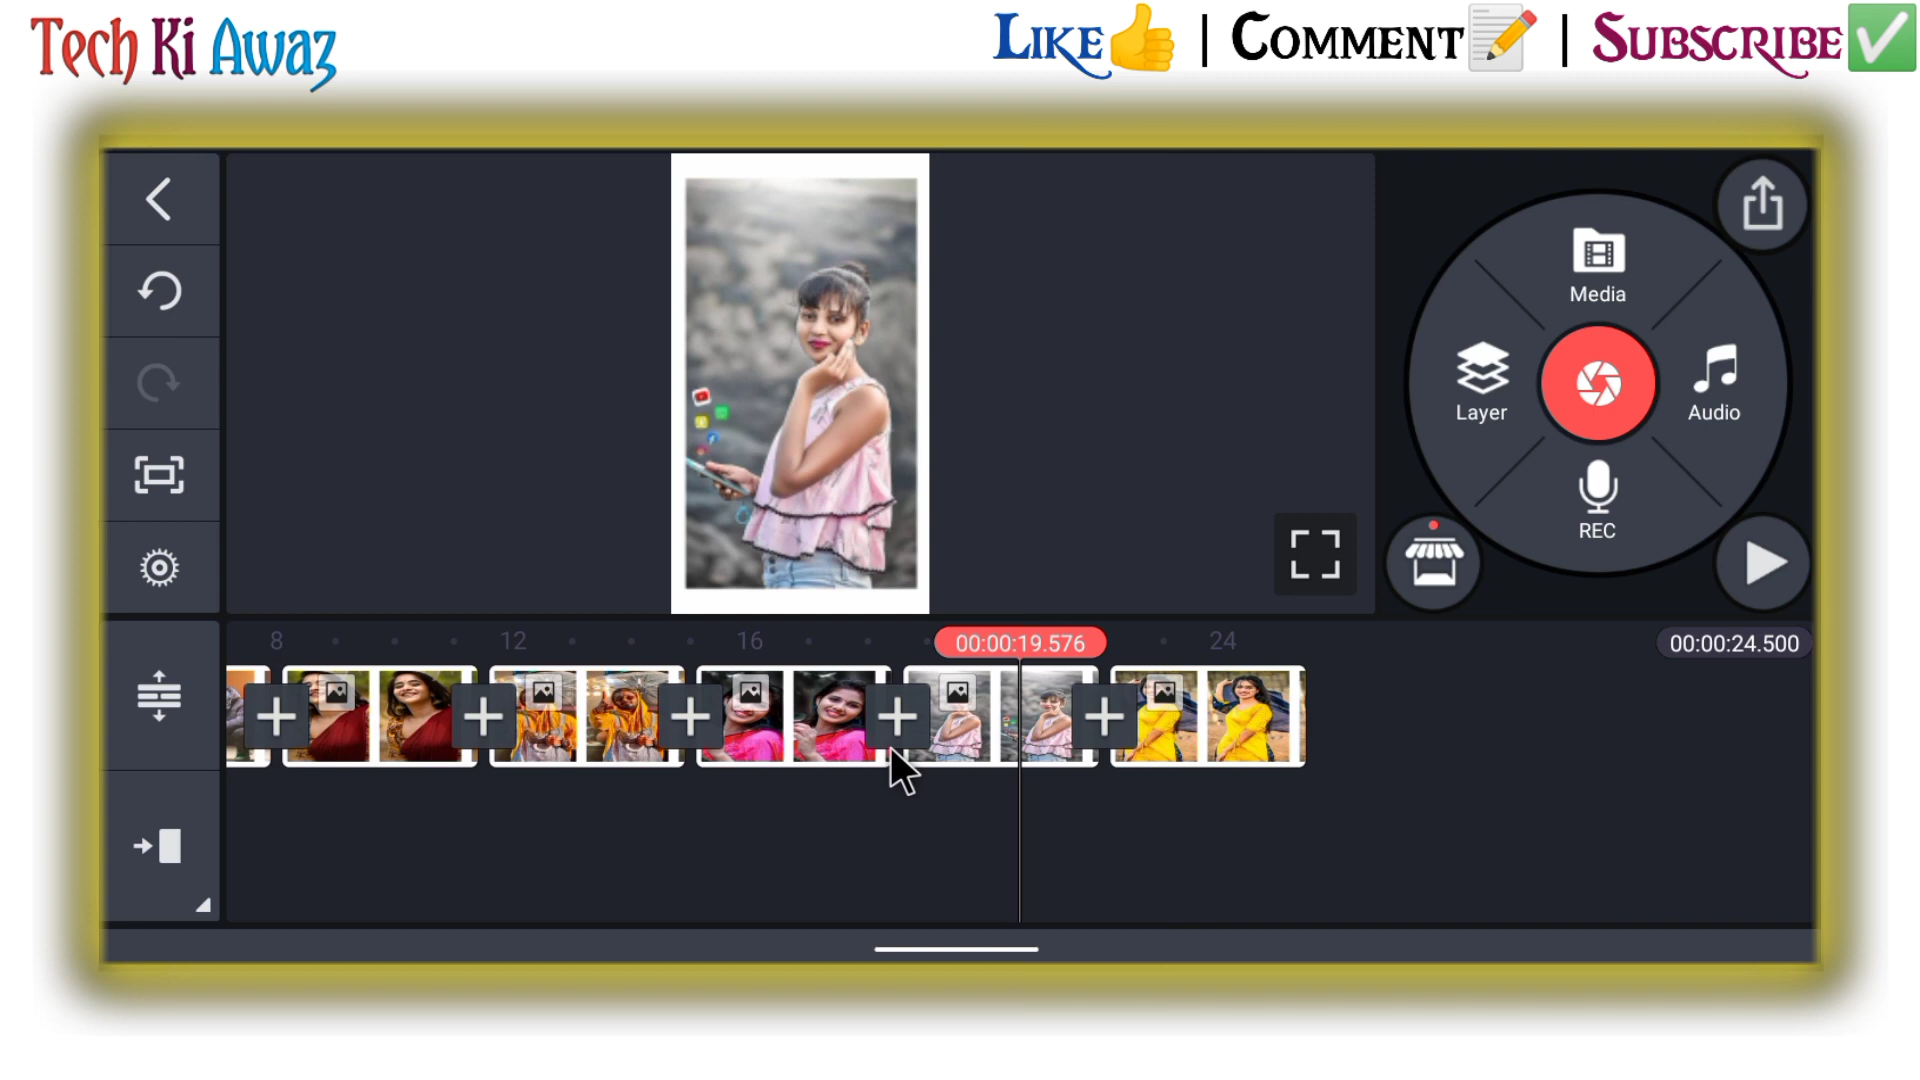 Tech Ki Awaz
Like | Comment | Subscribe
Media
Layer
Audio
REC
8 12 16 00:00:19.576 24 00:00:24.500